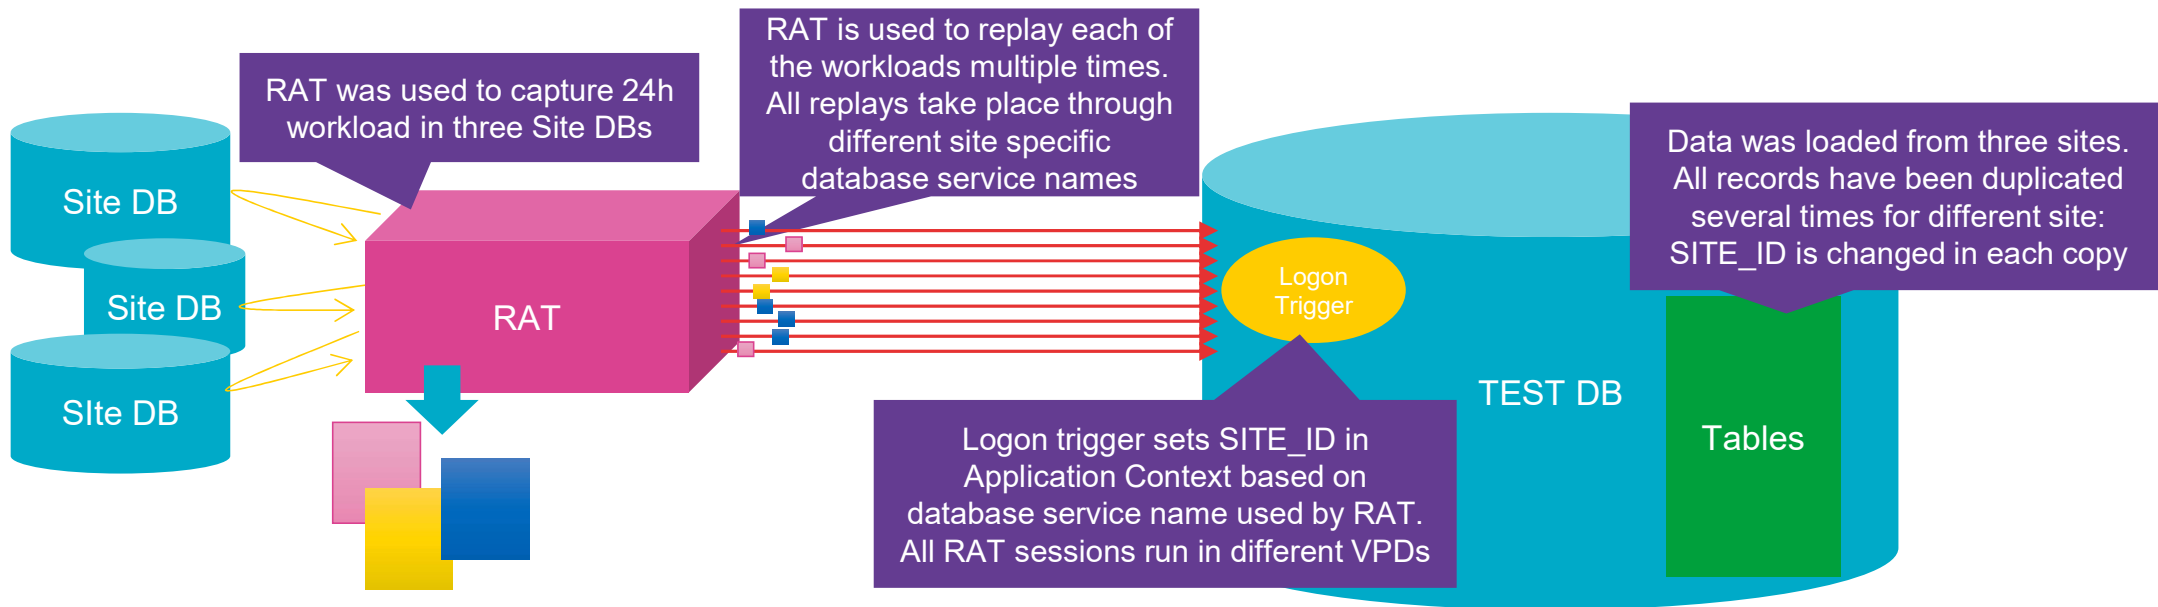 RAT was used to capture 24h
workload in three Site DBs
RAT is used to replay each of
the workloads multiple times.
All replays take place through
different site specific
database service names
Data was loaded from three sites.
All records have been duplicated
several times for different site:
SITE_ID is changed in each copy
Site DB
Site DB
SIte DB
RAT
Logon
Trigger
TEST DB
Tables
Logon trigger sets SITE_ID in
Application Context based on
database service name used by RAT.
All RAT sessions run in different VPDs